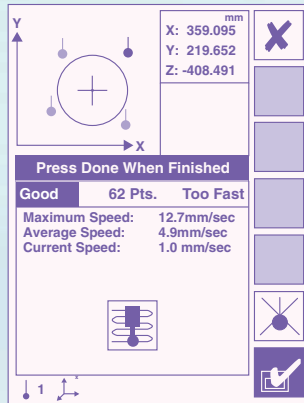 Y
mm
X: 359.095
Y: 219.652
Z: -408.491
X
Press Done When Finished
Good 62 Pts. Too Fast
Maximum Speed: 12.7mm/sec
Average Speed: 4.9mm/sec
Current Speed: 1.0 mm/sec
1